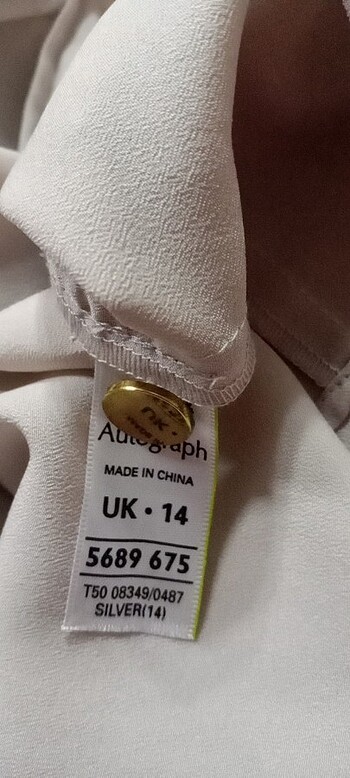 Autograph
MADE IN CHINA
UK • 14
5689 675
T50 08349/0487
SILVER(14)